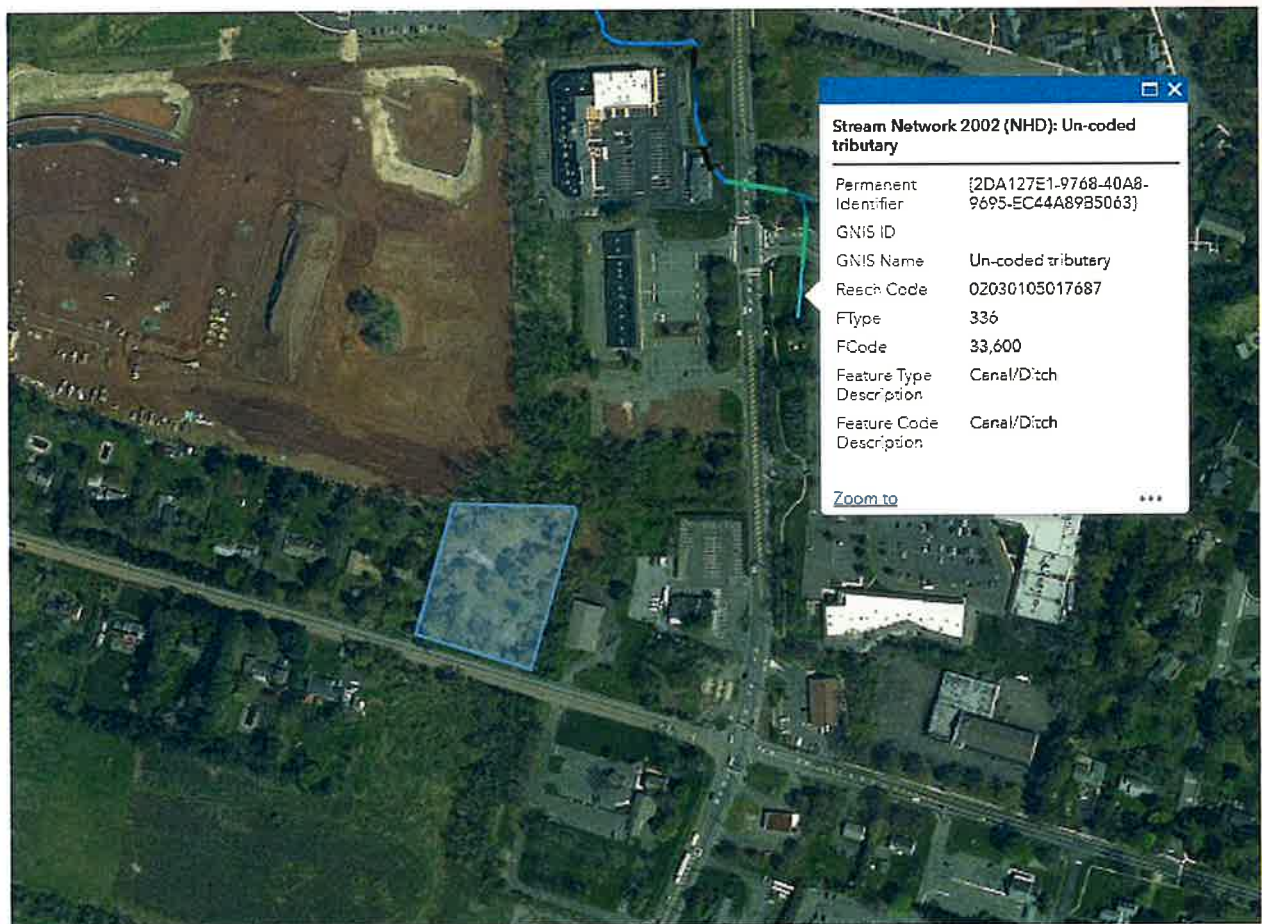 Stream Network 2002 (NHD): Un-coded
tributary
Permanent
Identifier
{2DA127E1-9768-40A8-
9695-EC44A89B5063}
GNIS ID
GNIS Name Un-coded tributary
Reach Code 02030105017687
FType 336
FCode 33,600
Feature Type
Description
Canal/Ditch
Feature Code
Description
Canal/Ditch
Zoom to